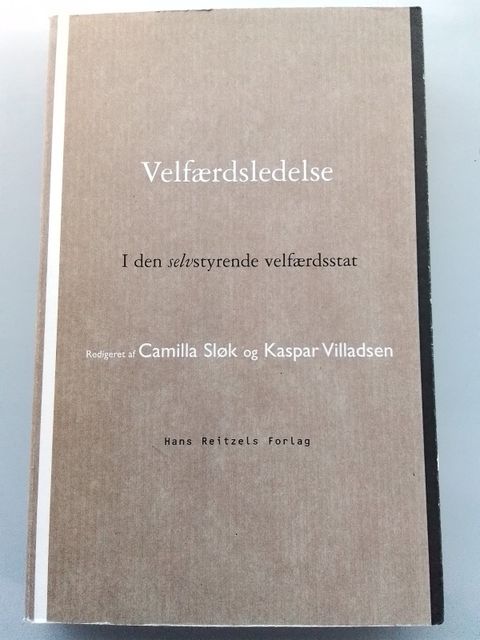 Velfærdsledelse
I den selvstyrende velfærdsstat
Redigeret af Camilla Sløk og Kaspar Villadsen
Hans Reitzels Forlag